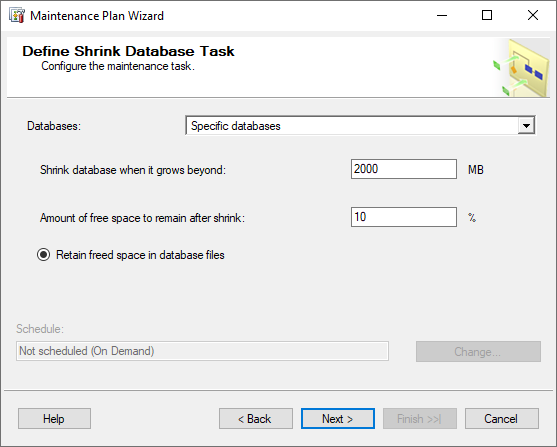 Maintenance Plan Wizard
Define Shrink Database Task
Configure the maintenance task.
Databases: Specific databases
Shrink database when it grows beyond: 2000 MB
Amount of free space to remain after shrink: 10 %
Retain freed space in database files
Schedule:
Not scheduled (On Demand) Change...
Help < Back Next > Finish >>| Cancel